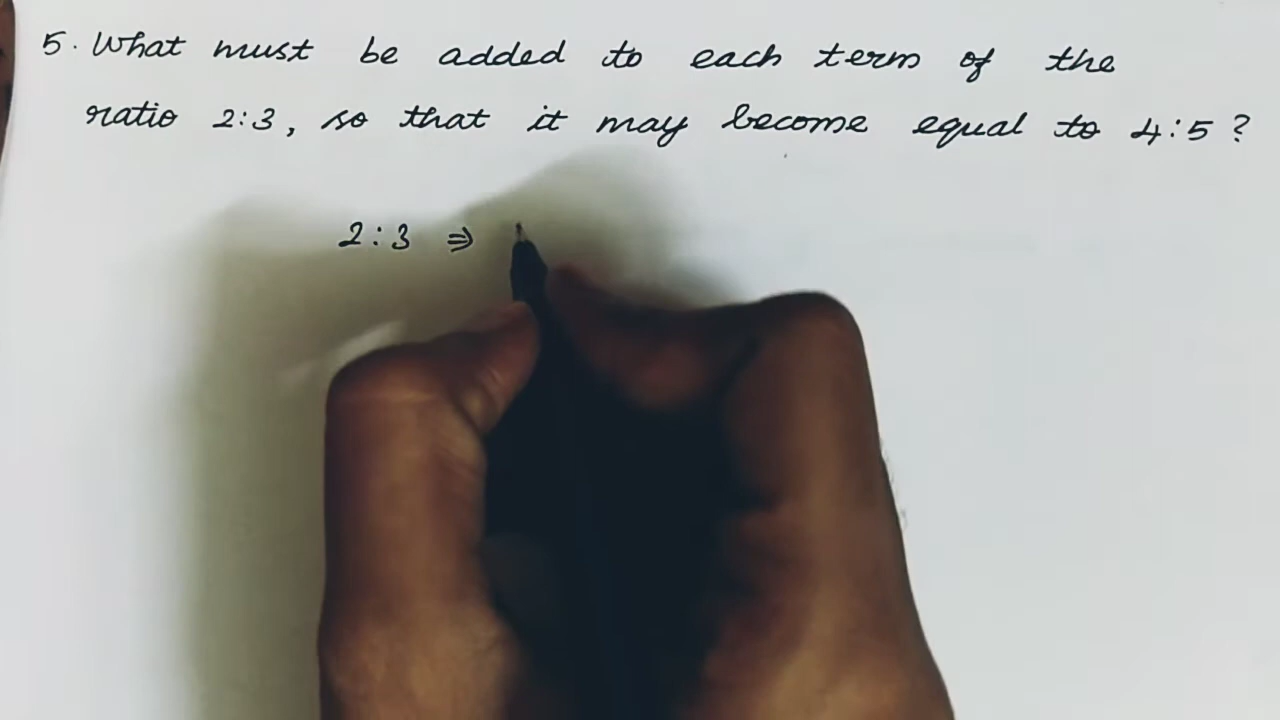 5. What must be added to each term of the
ratio 2:3, so that it may become equal to 4:5?
2:3 ⇒